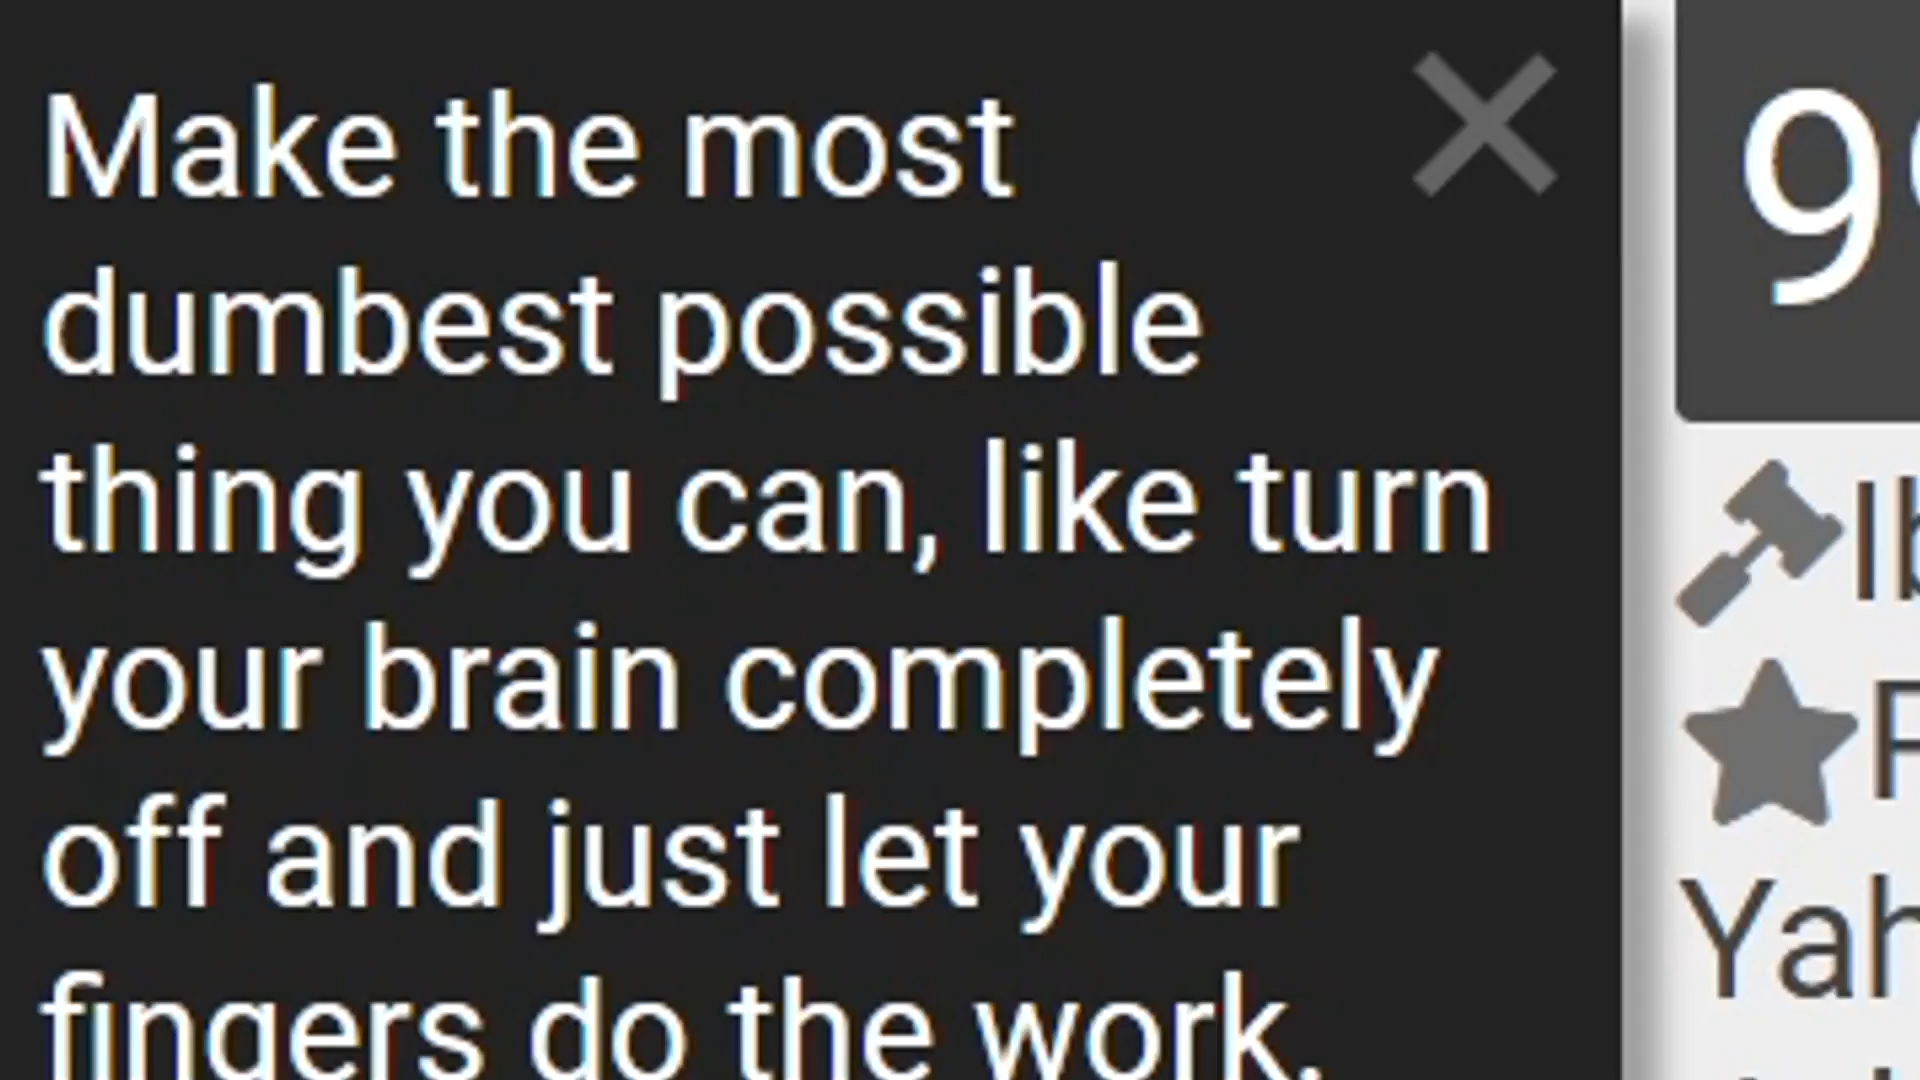 Make the most
dumbest possible
thing you can, like turn
your brain completely
off and just let your
fingers do the work.
9
Yah